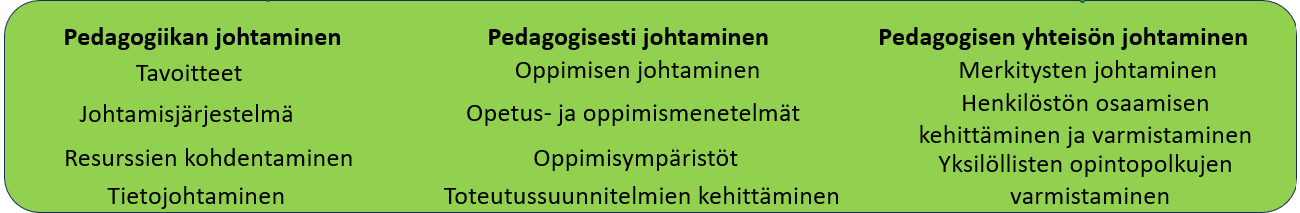 Pedagogiikan johtaminen
Tavoitteet
Johtamisjärjestelmä
Resurssien kohdentaminen
Tietojohtaminen
Pedagogisesti johtaminen
Oppimisen johtaminen
Opetus- ja oppimismenetelmät
Oppimisympäristöt
Toteutussuunnitelmien kehittäminen
Pedagogisen yhteisön johtaminen
Merkitysten johtaminen
Henkilöstön osaamisen
kehittäminen ja varmistaminen
Yksilöllisten opintopolkujen
varmistaminen